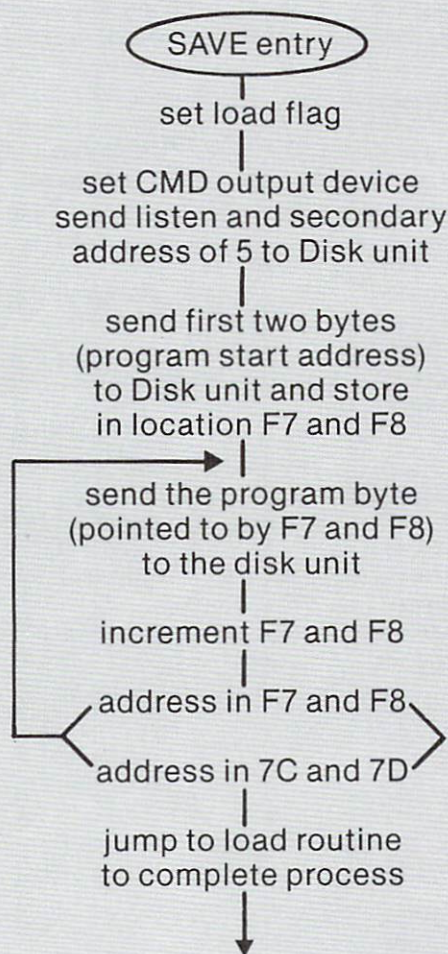 SAVE entry
set load flag
set CMD output device
send listen and secondary
address of 5 to Disk unit
send first two bytes
(program start address)
to Disk unit and store
in location F7 and F8
send the program byte
(pointed to by F7 and F8)
to the disk unit
increment F7 and F8
address in F7 and F8
address in 7C and 7D
jump to load routine
to complete process